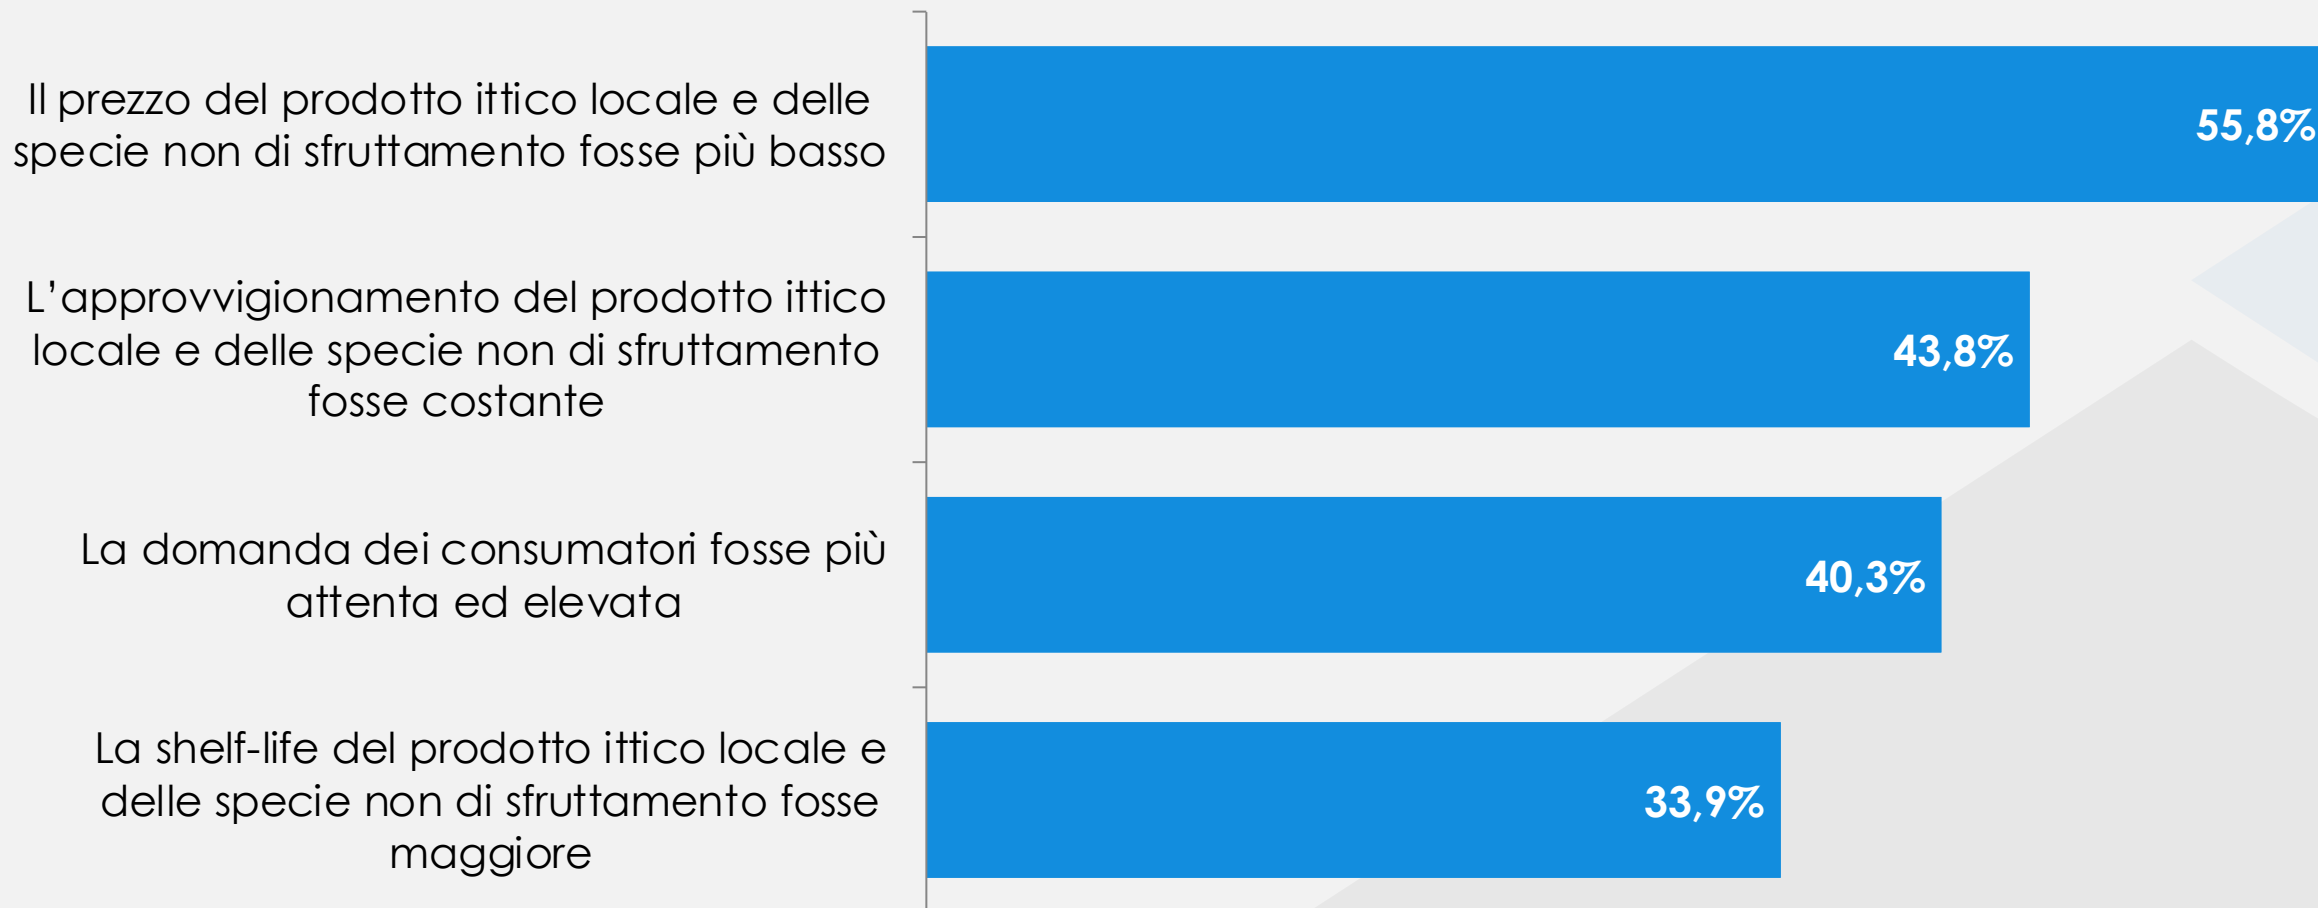 Il prezzo del prodotto ittico locale e delle
specie non di sfruttamento fosse più basso
55,8%
L’approvvigionamento del prodotto ittico
locale e delle specie non di sfruttamento
fosse costante
43,8%
La domanda dei consumatori fosse più
attenta ed elevata
40,3%
La shelf-life del prodotto ittico locale e
delle specie non di sfruttamento fosse
maggiore
33,9%